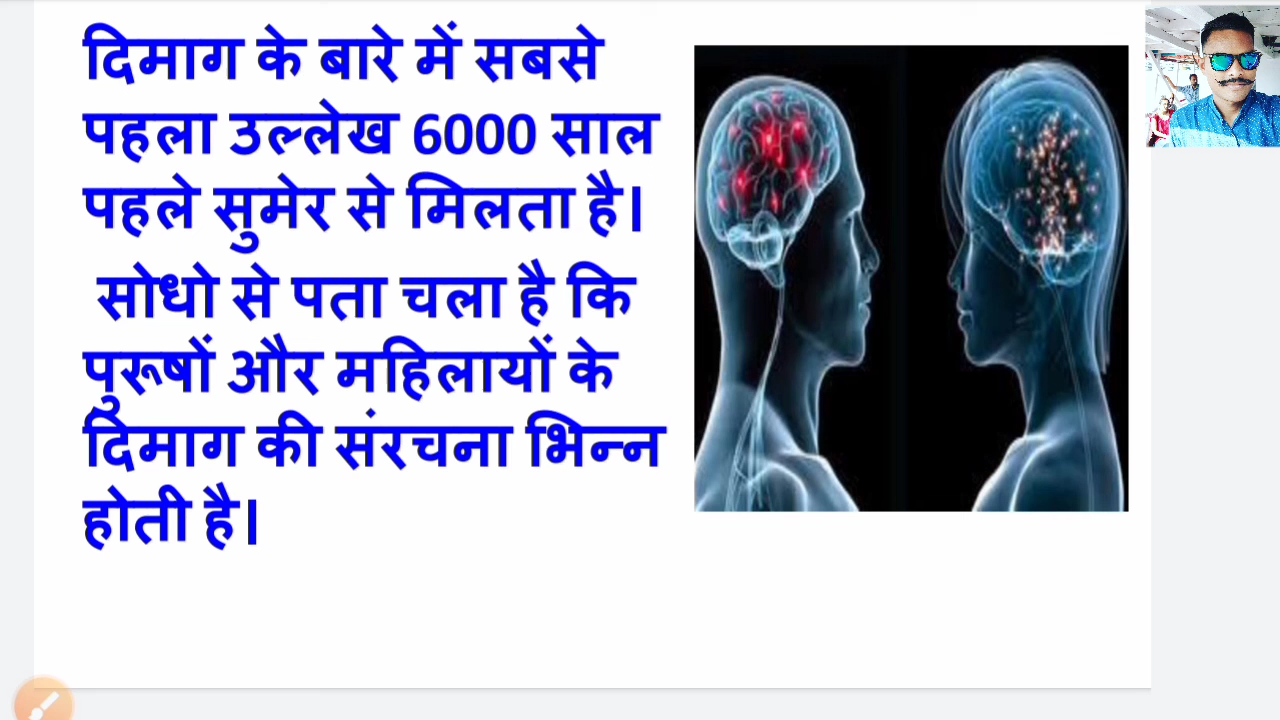 दिमाग के बारे में सबसे
पहला उल्लेख 6000 साल
पहले सुमेर से मिलता है।
सोधो से पता चला है कि
पुरूषों और महिलायों के
दिमाग की संरचना भिन्न
होती है।